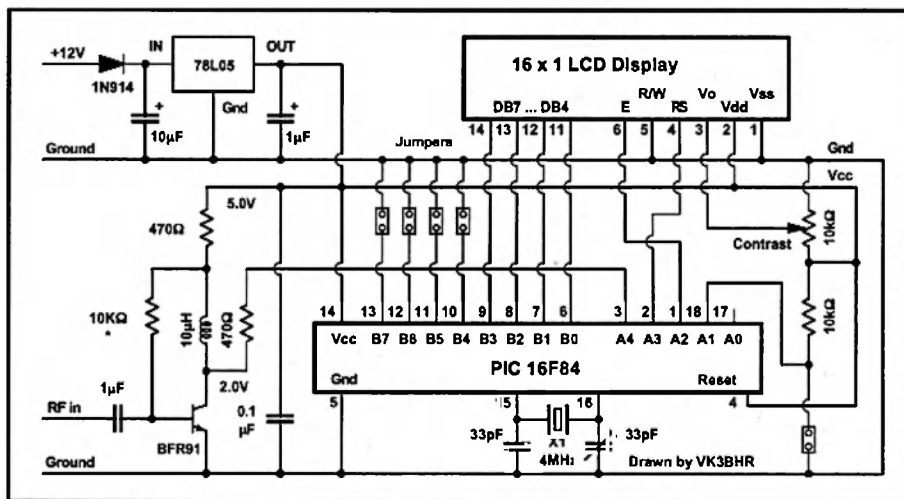 +12V
IN
78L05
OUT
1N914
Gnd
+
10µF
+
1µF
16 x 1 LCD Display
DB7 ... DB4
E
R/W
RS
Vo
Vdd
Vss
14 13 12 11
6 5 4 3 2 1
Ground
Jumpers
Gnd
Vcc
5.0V
470Ω
Contrast
10kΩ
10KΩ
*
10µH
470Ω
10kΩ
14 13 12 11 10 9 8 7 6 3 2 1 18 17
Vcc B7 B6 B5 B4 B3 B2 B1 B0 A4 A3 A2 A1 A0
PIC 16F84
Gnd
Reset
5
15
16
4
2.0V
1µF
RF in
BFR91
0.1
µF
33pF
X1
4MHz
33pF
Drawn by VK3BHR
Ground